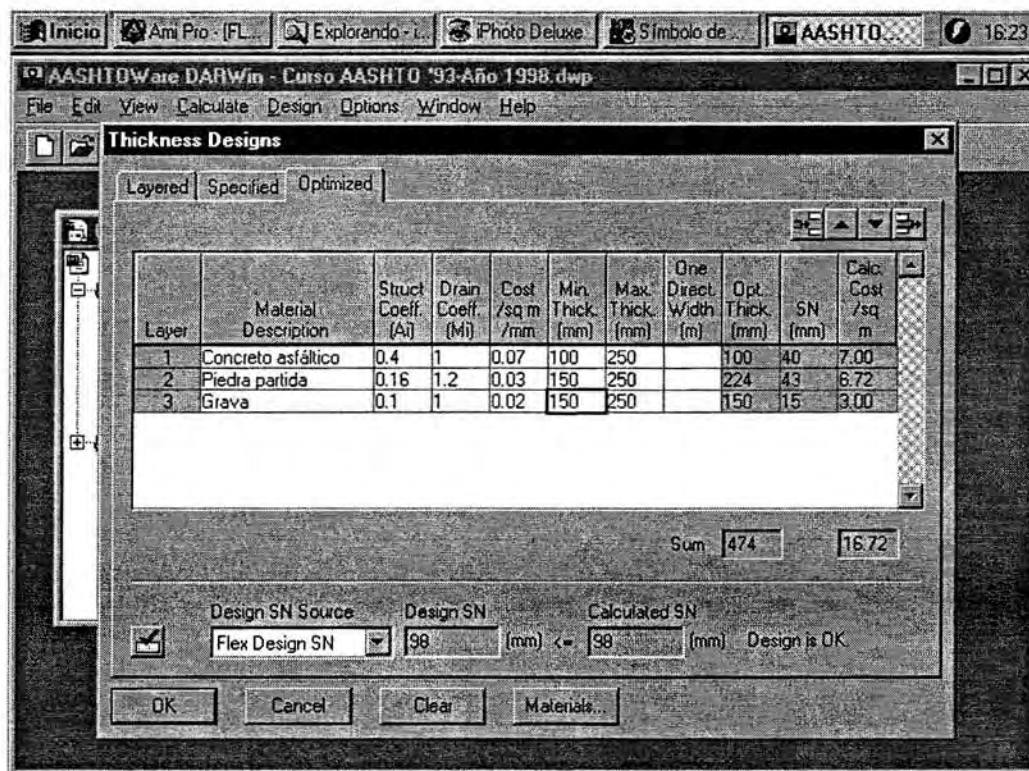 Inicio Ami Pro - [FL... Explorando - i... iPhoto Deluxe Símbolo de ... AASHTO... 16:23
AASHTOWare DARWin - Curso AASHTO '93-Año 1998.dwp
File Edit View Calculate Design Options Window Help
Thickness Designs
Layered Specified Optimized
Layer Material Description Struct Coeff. (Ai) Drain Coeff. (Mi) Cost /sq m /mm Min. Thick. (mm) Max. Thick. (mm) One Direct. Width (m) Opt. Thick. (mm) SN (mm) Calc. Cost /sq m
1 Concreto asfáltico 0.4 1 0.07 100 250 100 40 7.00
2 Piedra partida 0.16 1.2 0.03 150 250 224 43 6.72
3 Grava 0.1 1 0.02 150 250 150 15 3.00
Sum 474 16.72
Design SN Source Design SN Calculated SN
Flex Design SN 98 (mm) <= 98 (mm) Design is OK.
OK Cancel Clear Materials...